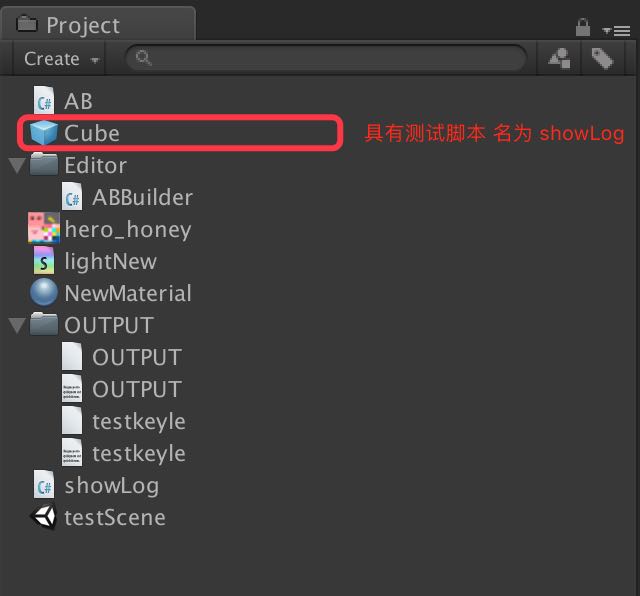 Project
Create
AB
Cube 具有测试脚本 名为 showLog
Editor
ABBuilder
hero_honey
lightNew
NewMaterial
OUTPUT
OUTPUT
OUTPUT
testkeyle
testkeyle
showLog
testScene